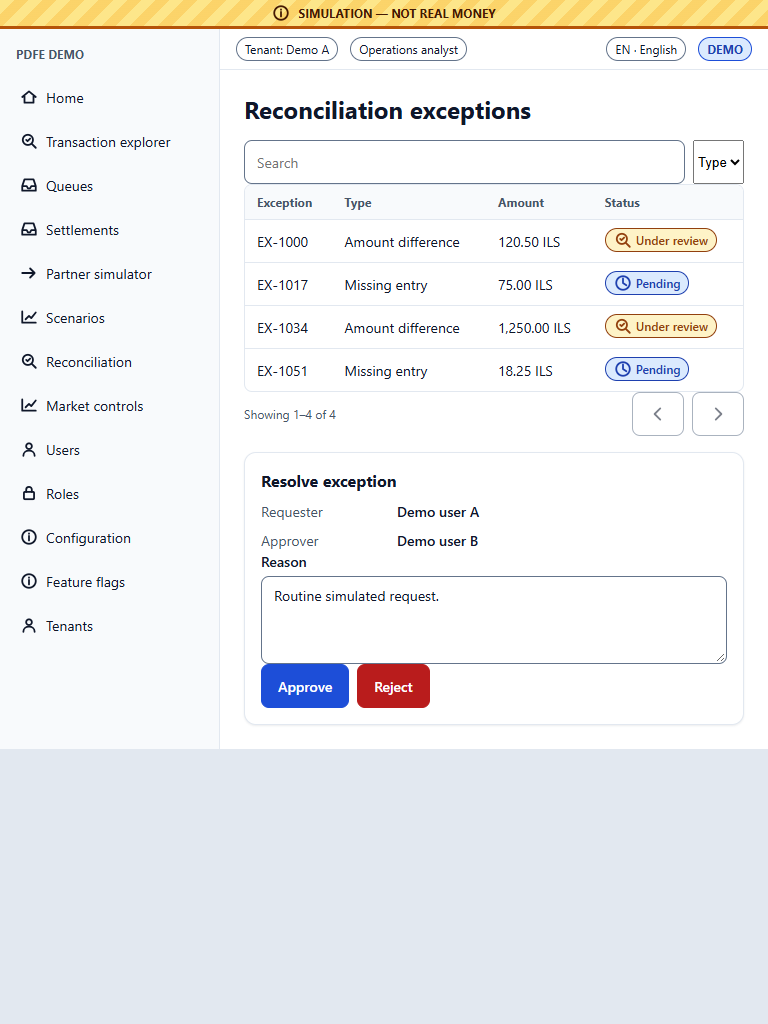 SIMULATION — NOT REAL MONEY
PDFE DEMO
Tenant: Demo A
Operations analyst
EN · English
DEMO
Home
Transaction explorer
Queues
Settlements
Partner simulator
Scenarios
Reconciliation
Market controls
Users
Roles
Configuration
Feature flags
Tenants
Reconciliation exceptions
Search
Type
Exception Type Amount Status
EX-1000 Amount difference 120.50 ILS Under review
EX-1017 Missing entry 75.00 ILS Pending
EX-1034 Amount difference 1,250.00 ILS Under review
EX-1051 Missing entry 18.25 ILS Pending
Showing 1–4 of 4
Resolve exception
Requester Demo user A
Approver Demo user B
Reason
Routine simulated request.
Approve Reject